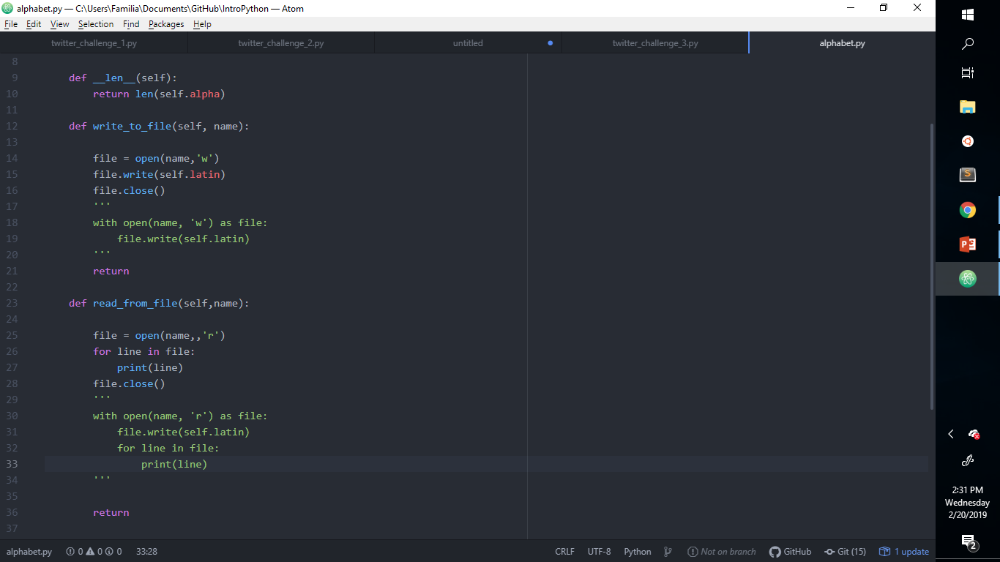 alphabet.py — C:\Users\Familia\Documents\GitHub\IntroPython — Atom
File Edit View Selection Find Packages Help
twitter_challenge_1.py twitter_challenge_2.py untitled twitter_challenge_3.py alphabet.py
8
9     def __len__(self):
10         return len(self.alpha)
11
12     def write_to_file(self, name):
13
14         file = open(name,'w')
15         file.write(self.latin)
16         file.close()
17         '''
18         with open(name, 'w') as file:
19             file.write(self.latin)
20         '''
21         return
22
23     def read_from_file(self,name):
24
25         file = open(name,,'r')
26         for line in file:
27             print(line)
28         file.close()
29         '''
30         with open(name, 'r') as file:
31             file.write(self.latin)
32             for line in file:
33                 print(line)
34         '''
35
36         return
37
alphabet.py 0 0 0 33:28 CRLF UTF-8 Python Not on branch GitHub Git (15) 1 update
S
P
2:31 PM
Wednesday
2/20/2019
2